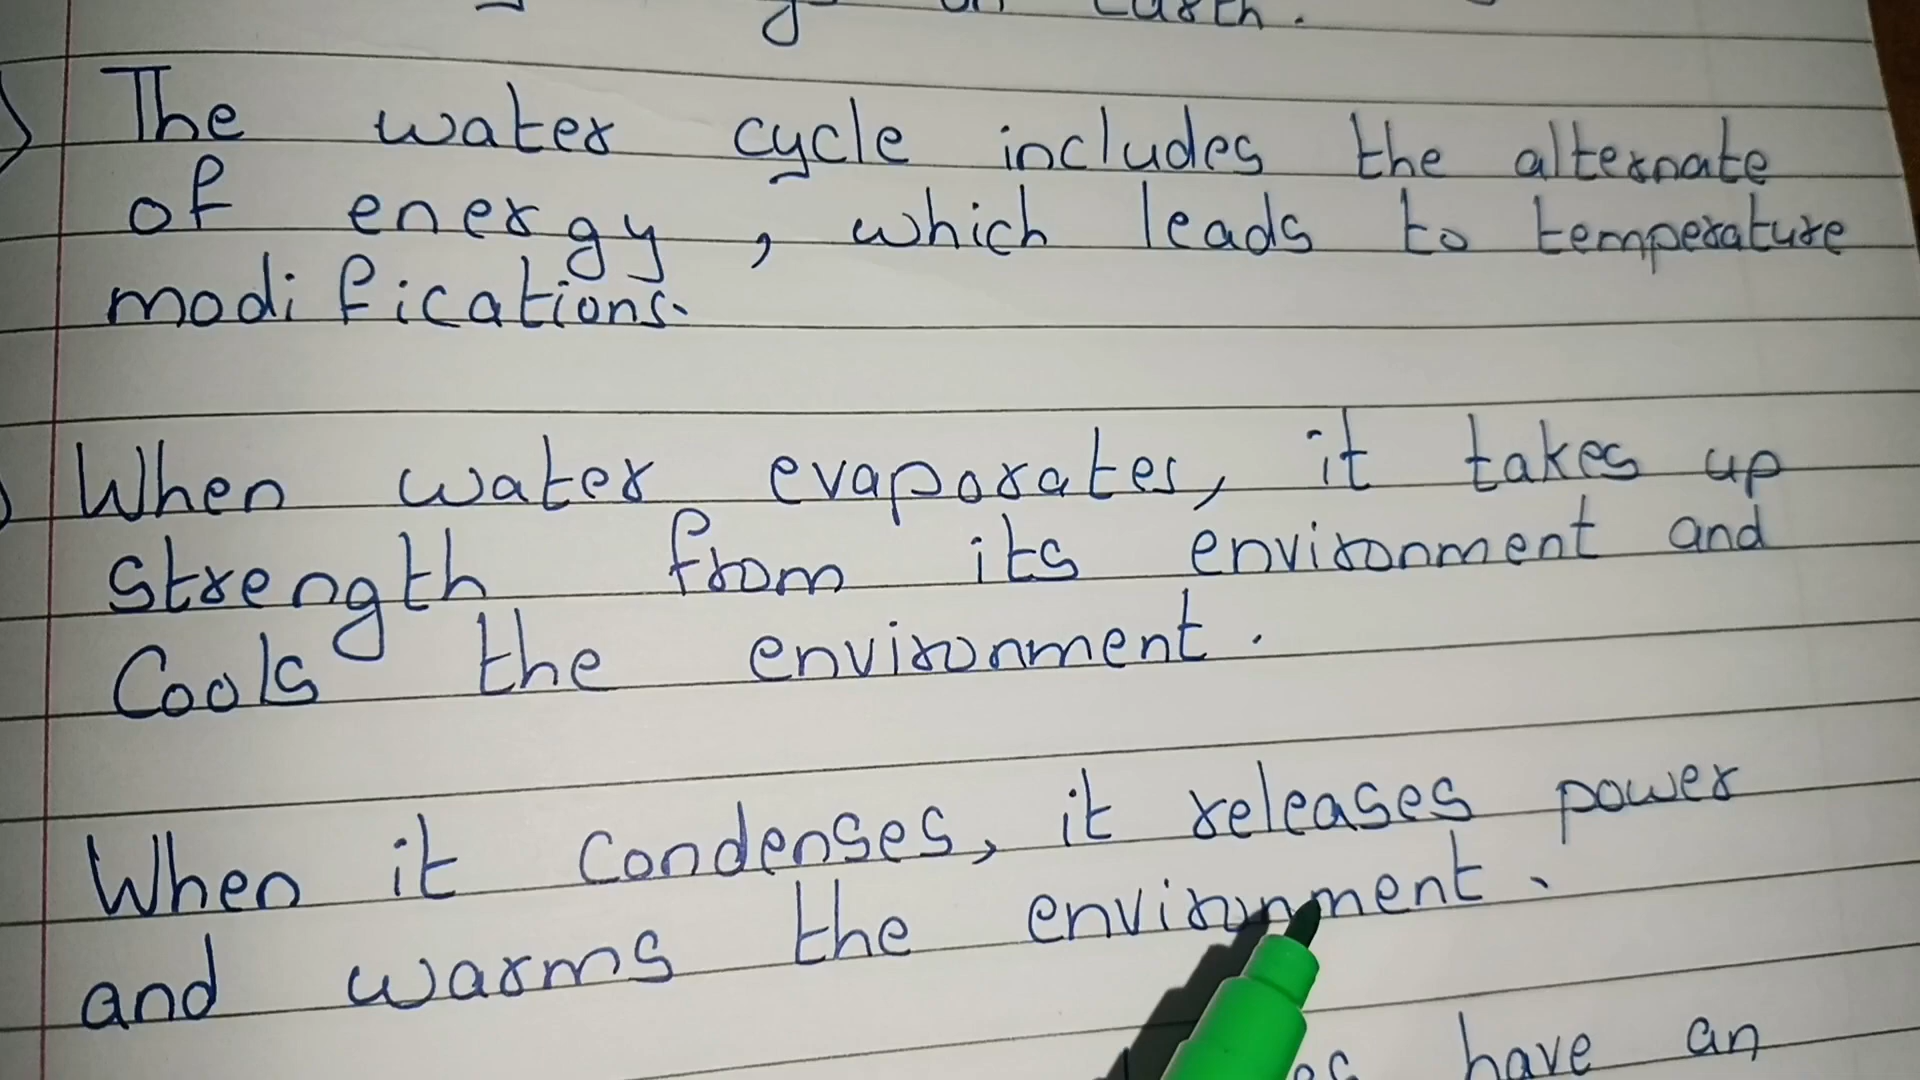 on Earth.
The water cycle includes the alternate
of energy, which leads to temperature
modifications.
When water evaporates, it takes up
strength from its environment and
Cools the environment.
When it Condenses, it releases power
and warms the environment.
have an